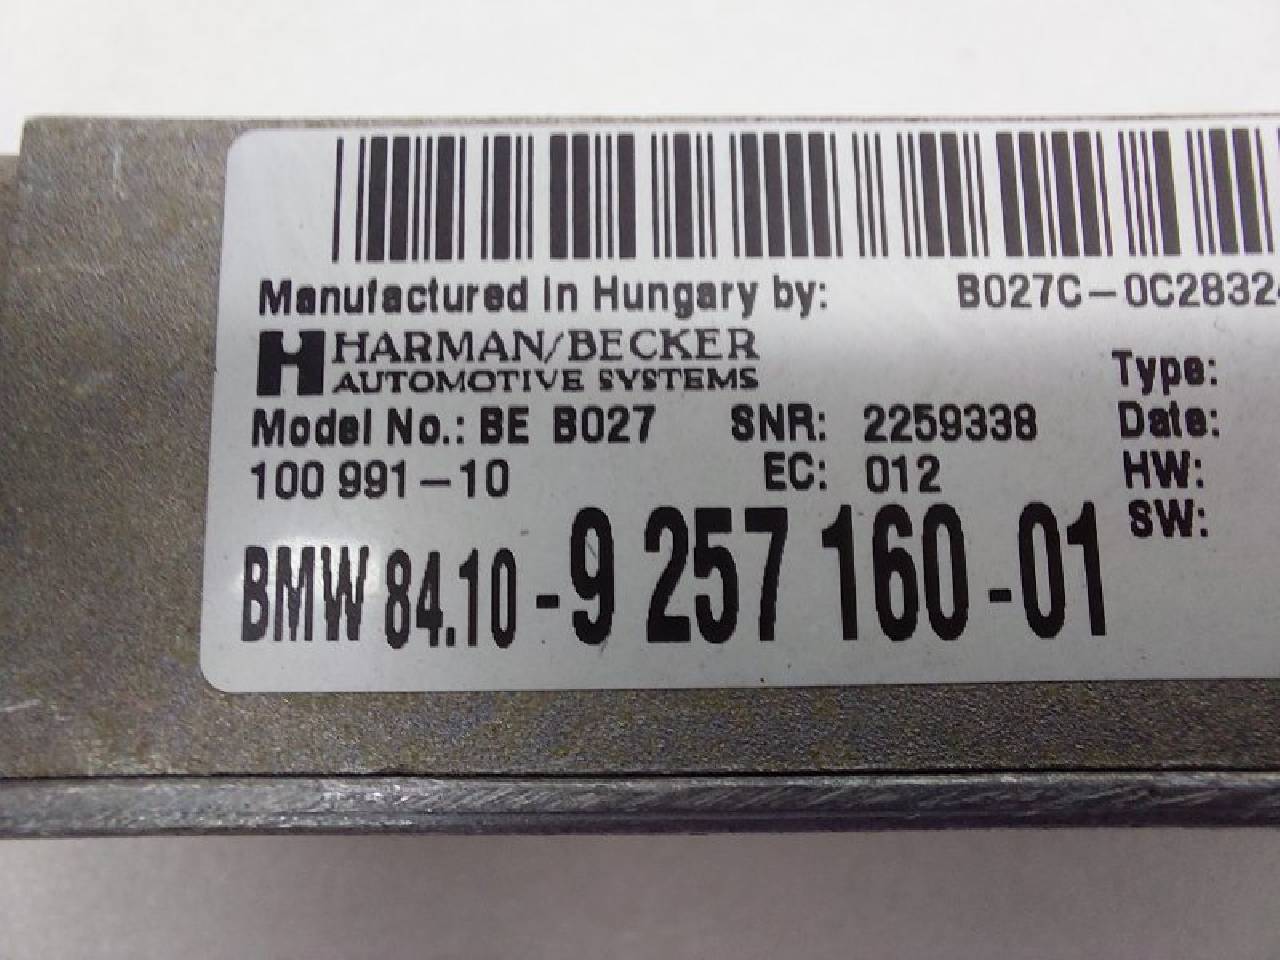 Manufactured In Hungary by: B027C-0C2832
HARMAN/BECKER
AUTOMOTIVE SYSTEMS
Type:
Model No.: BE B027 SNR: 2259338 Date:
100 991-10 EC: 012 HW:
SW:
BMW 84.10-9 257 160-01